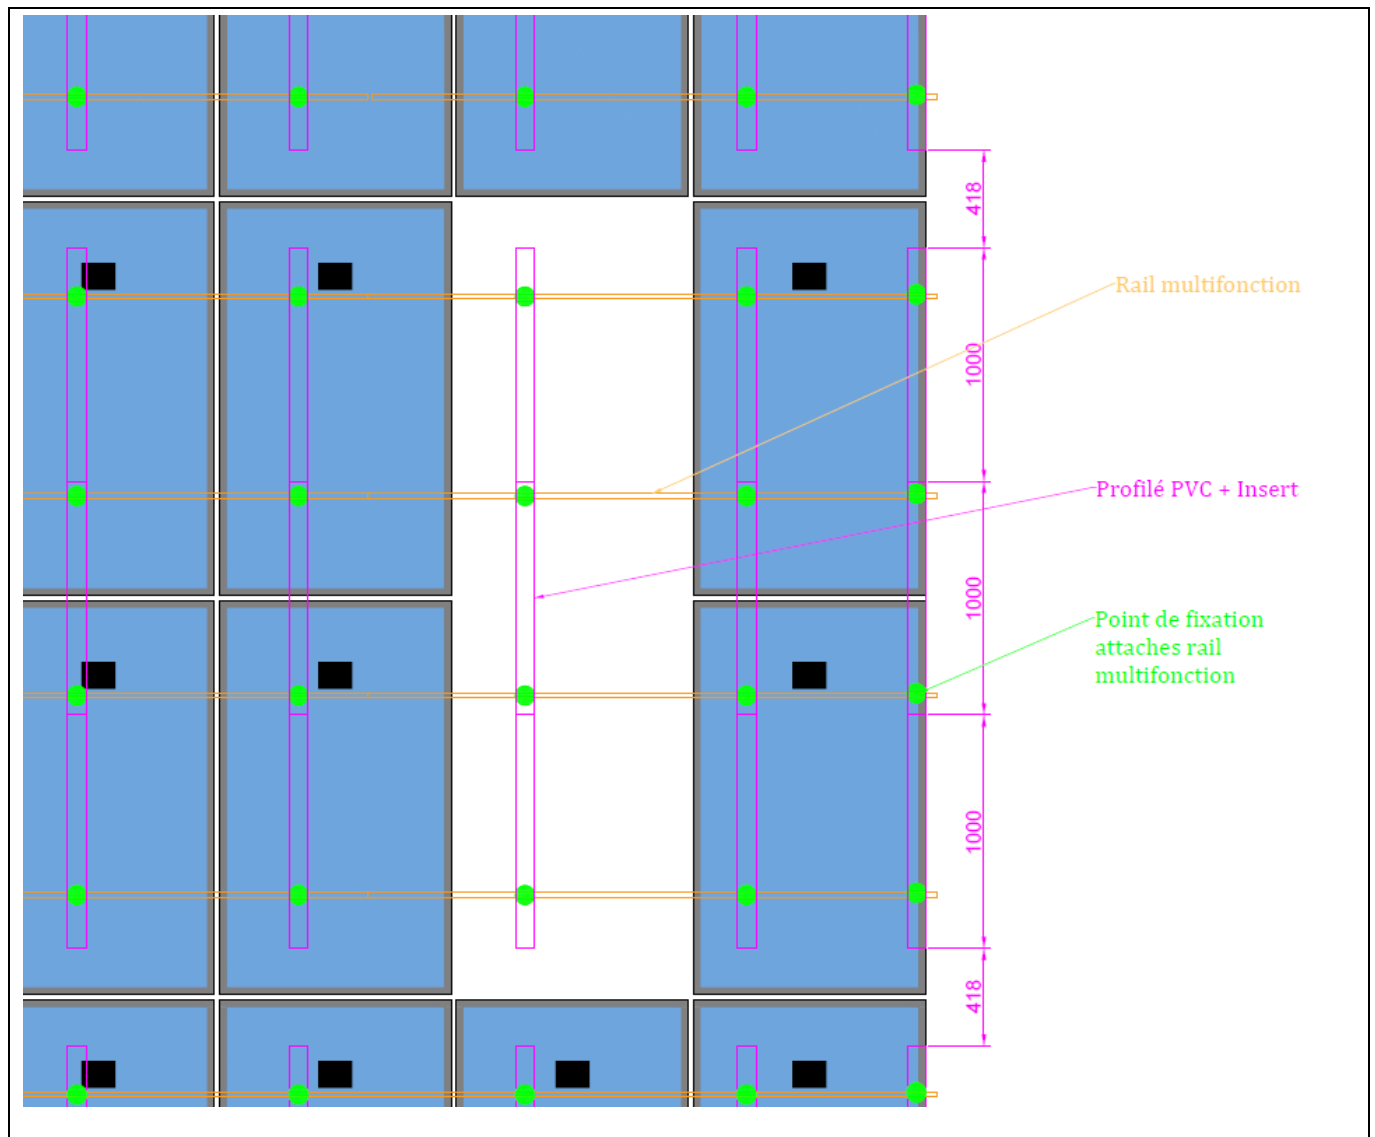 418
Rail multifonction
1000
Profilé PVC + Insert
1000
Point de fixation
attaches rail
multifonction
1000
418